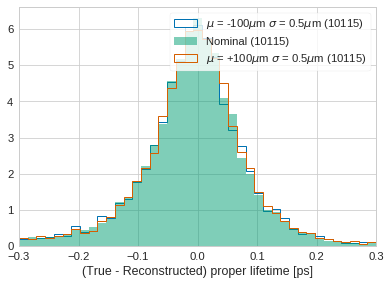 μ = -100μm σ = 0.5μm (10115)
Nominal (10115)
μ = +100μm σ = 0.5μm (10115)
6
5
4
3
2
1
0
−0.3 −0.2 −0.1 0.0 0.1 0.2 0.3
(True - Reconstructed) proper lifetime [ps]